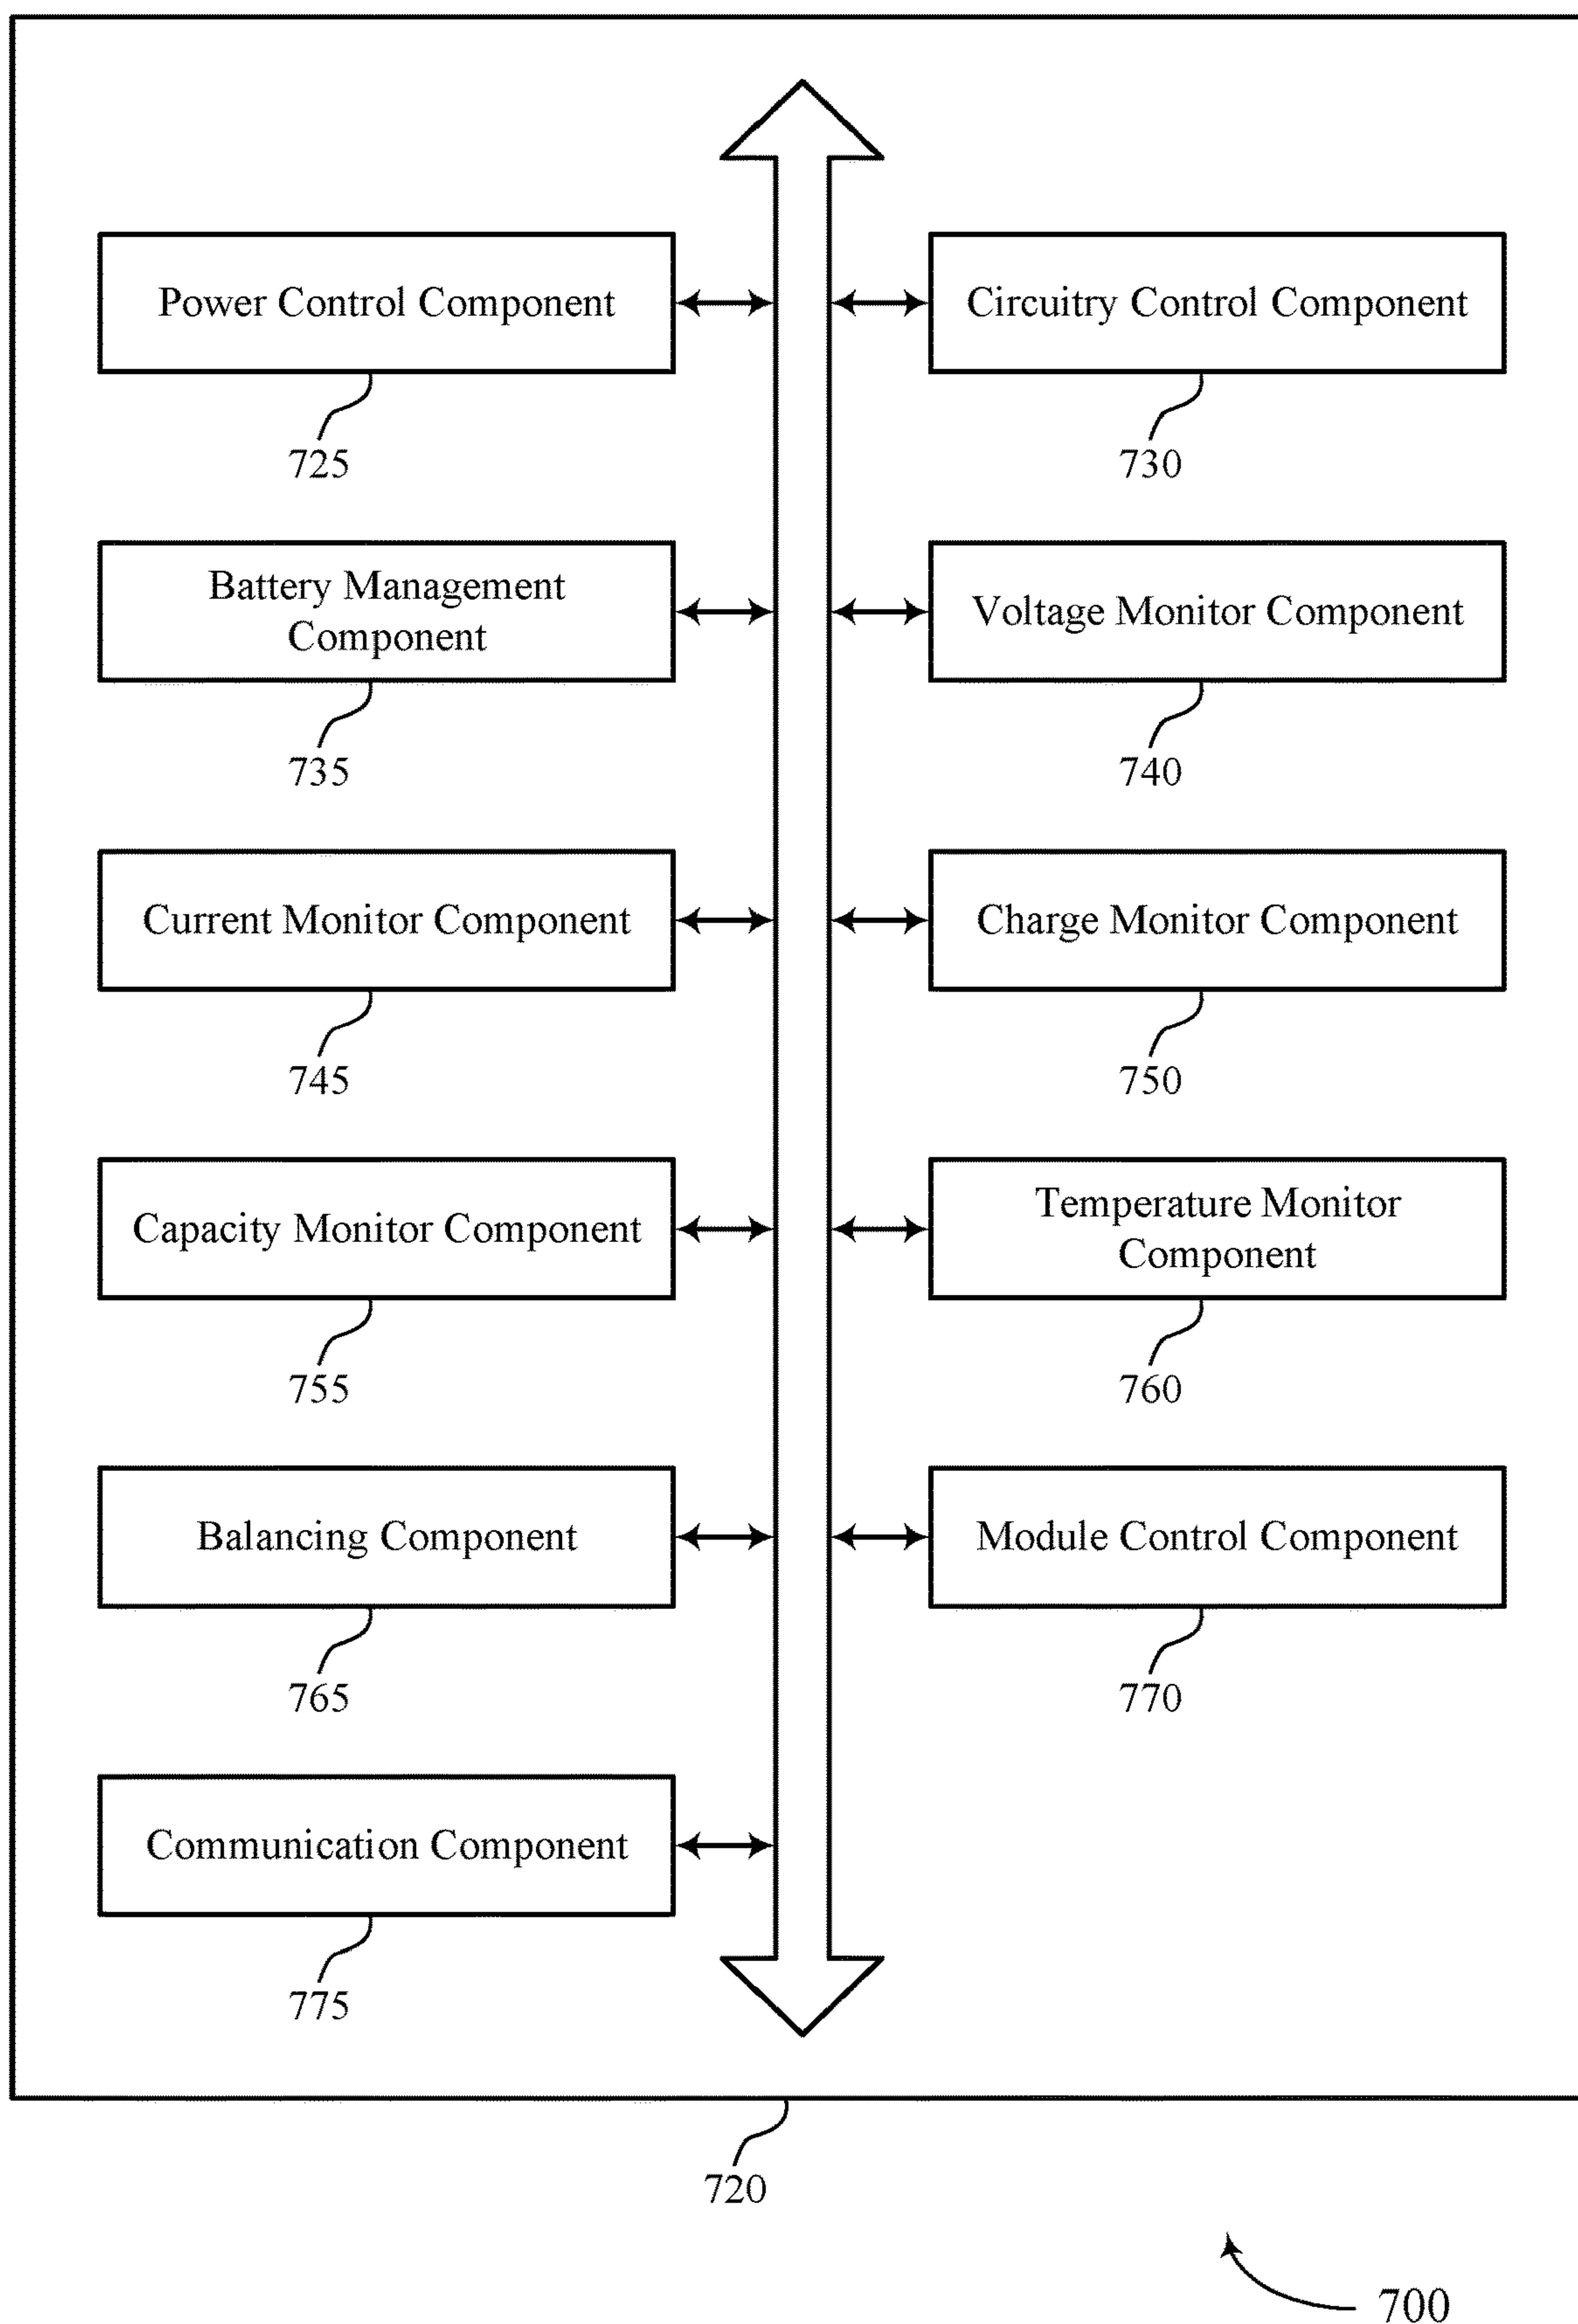 Power Control Component
725
Circuitry Control Component
730
Battery Management
Component
735
Voltage Monitor Component
740
Current Monitor Component
745
Charge Monitor Component
750
Capacity Monitor Component
755
Temperature Monitor
Component
760
Balancing Component
765
Module Control Component
770
Communication Component
775
720
700